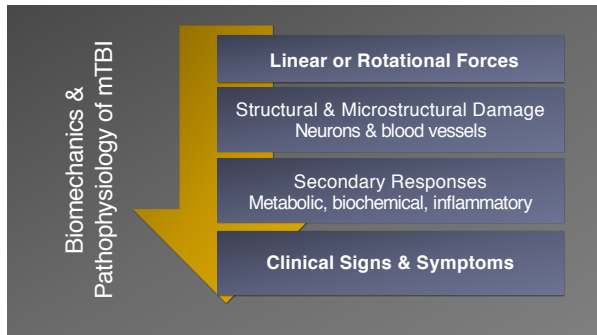 Biomechanics &
Pathophysiology of mTBI
Linear or Rotational Forces
Structural & Microstructural Damage
Neurons & blood vessels
Secondary Responses
Metabolic, biochemical, inflammatory
Clinical Signs & Symptoms